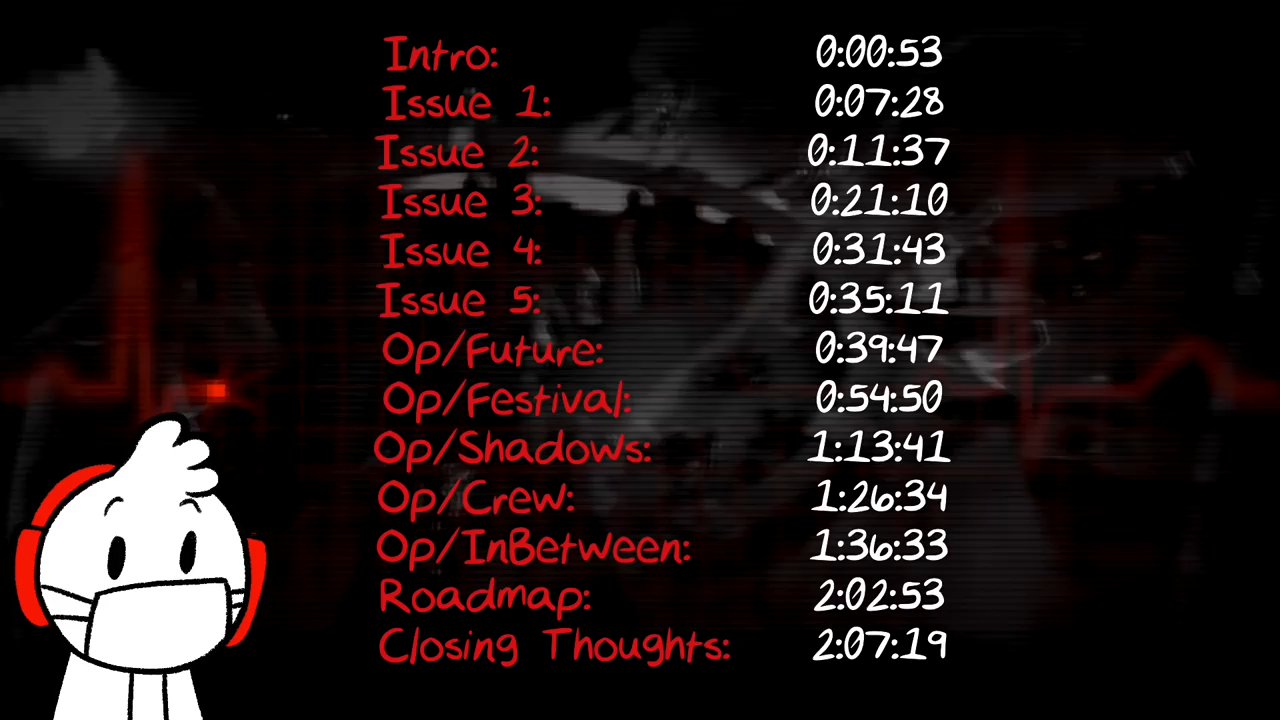 Intro: 0:00:53
Issue 1: 0:07:28
Issue 2: 0:11:37
Issue 3: 0:21:10
Issue 4: 0:31:43
Issue 5: 0:35:11
Op/Future: 0:39:47
Op/Festival: 0:54:50
Op/Shadows: 1:13:41
Op/Crew: 1:26:34
Op/InBetween: 1:36:33
Roadmap: 2:02:53
Closing Thoughts: 2:07:19